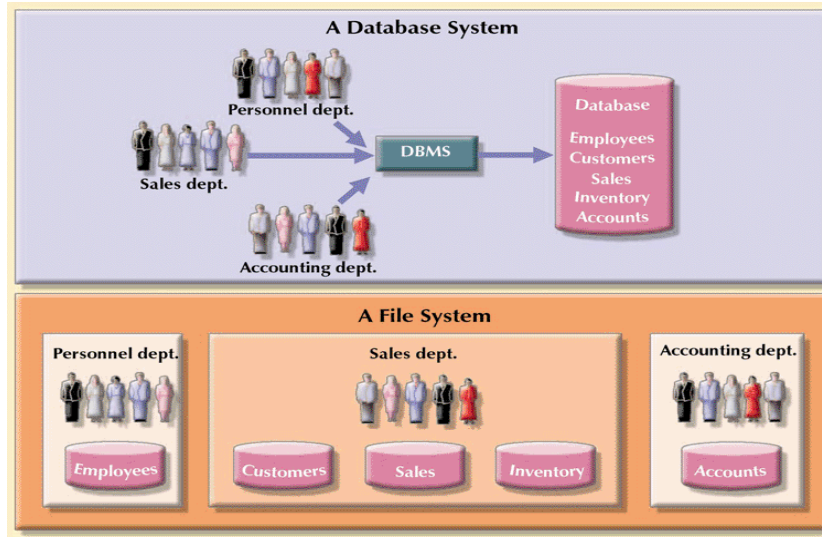 A Database System
Personnel dept.
Sales dept.
Accounting dept.
DBMS
Database
Employees
Customers
Sales
Inventory
Accounts
A File System
Personnel dept.
Employees
Sales dept.
Customers
Sales
Inventory
Accounting dept.
Accounts